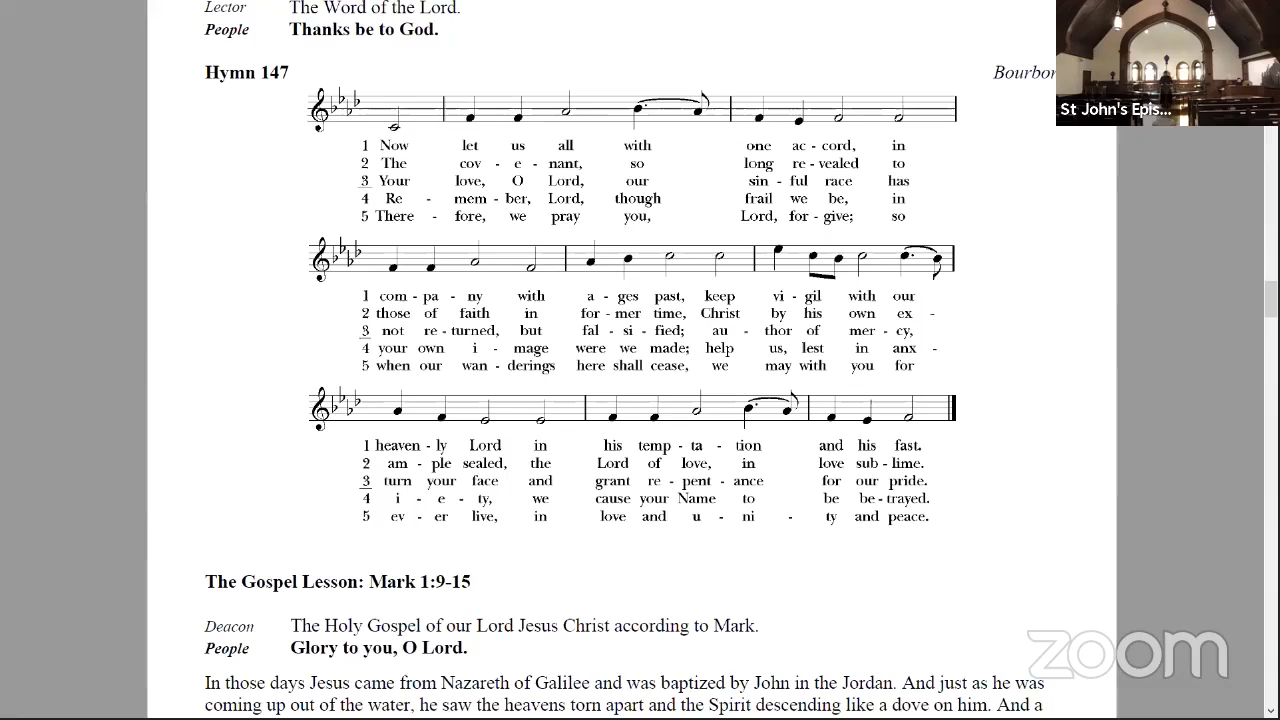 Lector The Word of the Lord.
People Thanks be to God.
Hymn 147 Bourbon
St John's Epis...
1 Now let us all with one ac - cord, in
2 The cov - e - nant, so long re - vealed to
3 Your love, O Lord, our sin - ful race has
4 Re - mem - ber, Lord, though frail we be, in
5 There - fore, we pray you, Lord, for - give; so
1 com - pa - ny with a - ges past, keep vi - gil with our
2 those of faith in for - mer time, Christ by his own ex -
3 not re - turned, but fal - si - fied; au - thor of mer - cy,
4 your own i - mage were we made; help us, lest in anx -
5 when our wan - derings here shall cease, we may with you for
1 heaven - ly Lord in his temp - ta - tion and his fast.
2 am - ple sealed, the Lord of love, in love sub - lime.
3 turn your face and grant re - pent - ance for our pride.
4 i - e - ty, we cause your Name to be be - trayed.
5 ev - er live, in love and u - ni - ty and peace.
The Gospel Lesson: Mark 1:9-15
Deacon The Holy Gospel of our Lord Jesus Christ according to Mark.
People Glory to you, O Lord.
In those days Jesus came from Nazareth of Galilee and was baptized by John in the Jordan. And just as he was
coming up out of the water, he saw the heavens torn apart and the Spirit descending like a dove on him. And a
zoom